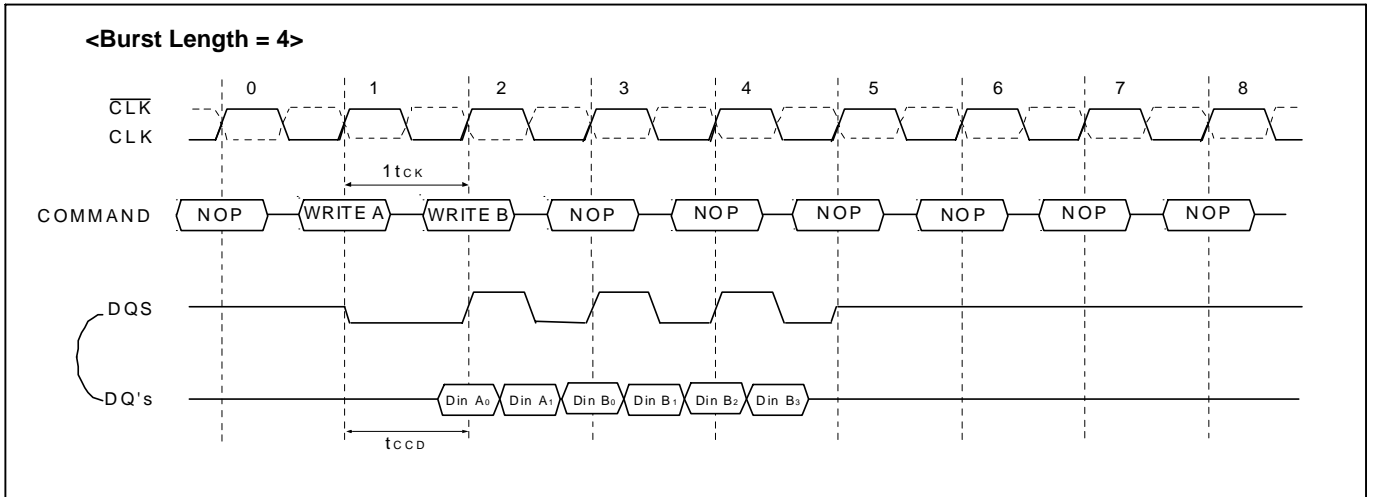 <Burst Length = 4>
0 1 2 3 4 5 6 7 8
CLK
CLK
1tCK
COMMAND NOP WRITE A WRITE B NOP NOP NOP NOP NOP NOP
DQS
DQ's Din A0 Din A1 Din B0 Din B1 Din B2 Din B3
tCCD